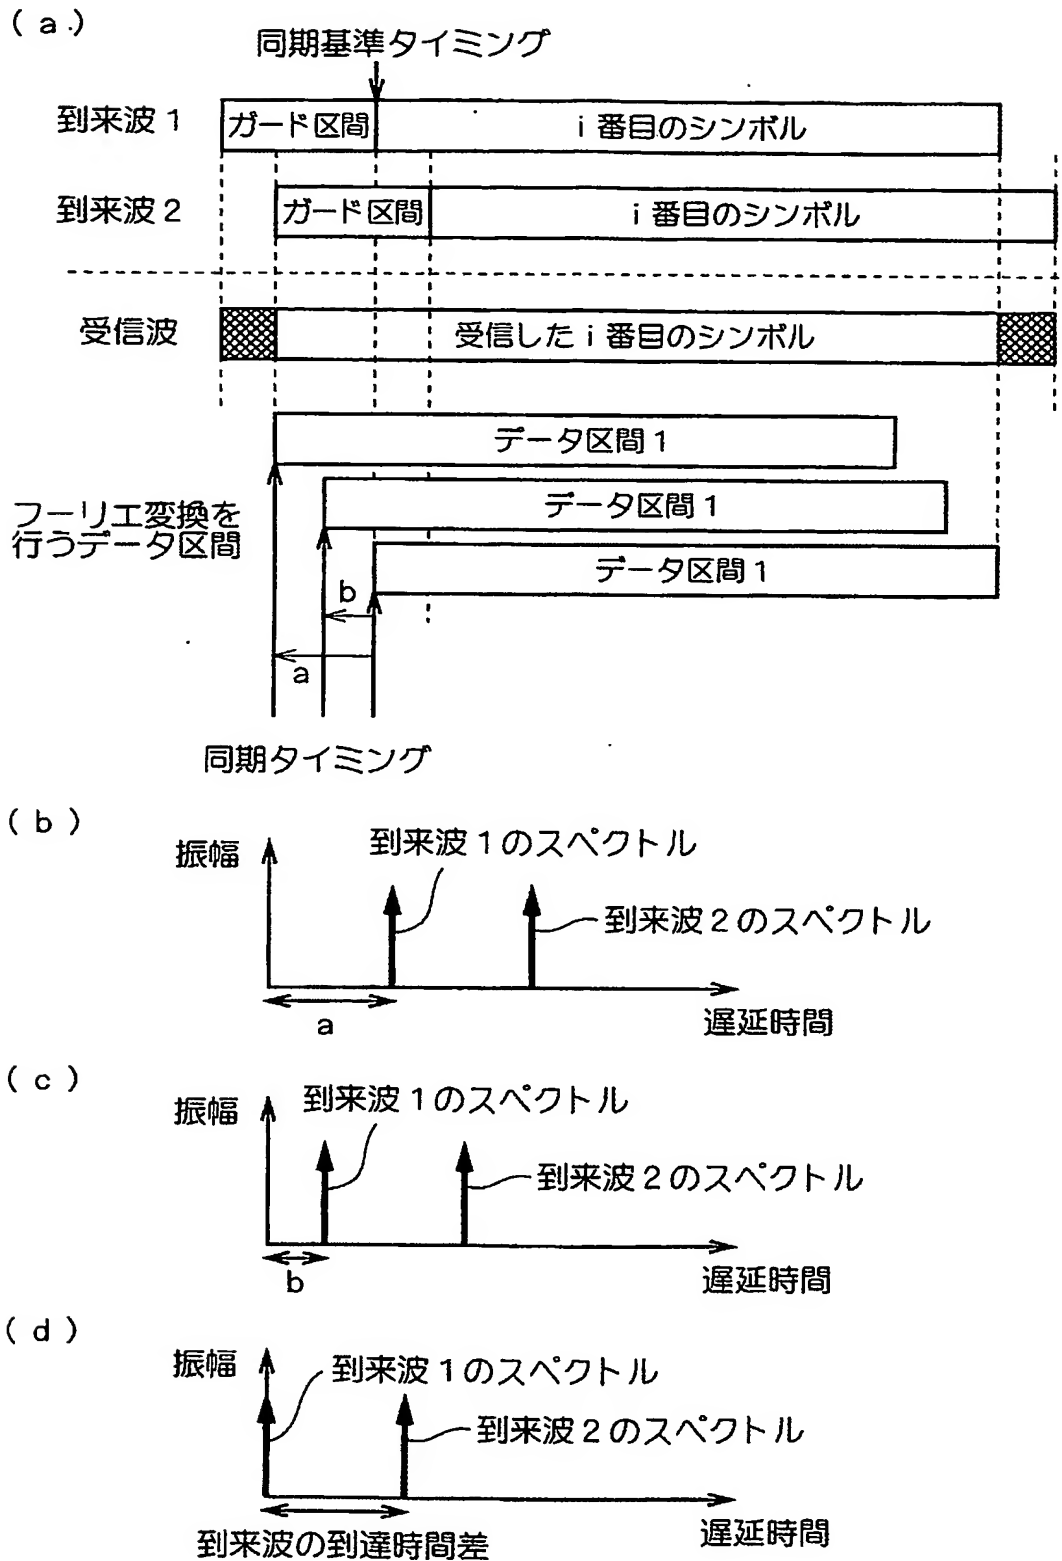 (a)
同期基準タイミング
到来波1
ガード区間
i番目のシンボル
到来波2
ガード区間
i番目のシンボル
受信波
受信したi番目のシンボル
データ区間1
フーリエ変換を
行うデータ区間
データ区間1
データ区間1
b
a
同期タイミング
(b)
振幅
到来波1のスペクトル
到来波2のスペクトル
a
遅延時間
(c)
振幅
到来波1のスペクトル
到来波2のスペクトル
b
遅延時間
(d)
振幅
到来波1のスペクトル
到来波2のスペクトル
到来波の到達時間差
遅延時間